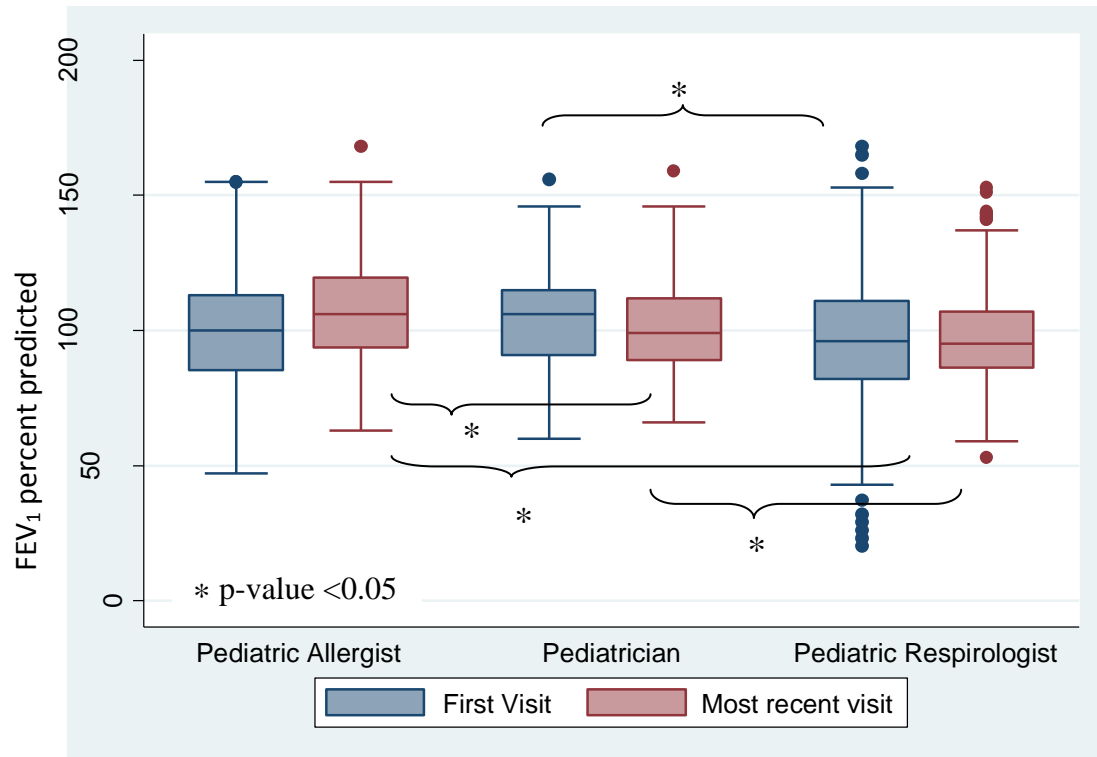 FEV₁ percent predicted
200
150
100
50
0
*
*
*
*
* p-value <0.05
Pediatric Allergist
Pediatrician
Pediatric Respirologist
First Visit
Most recent visit